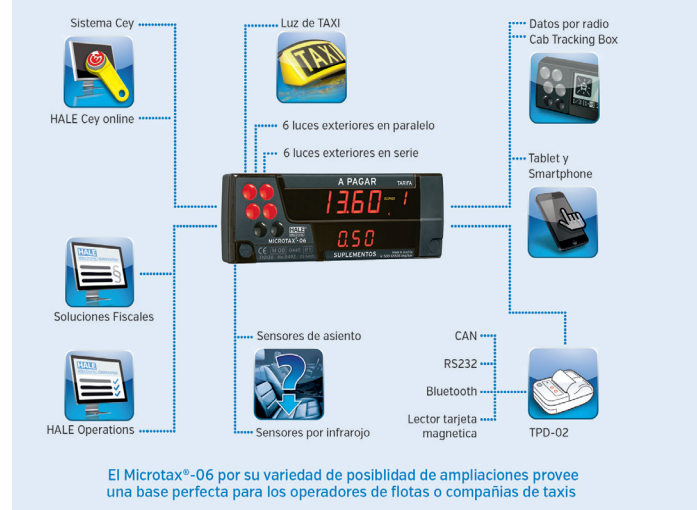 Sistema Cey
HALE Cey online
Luz de TAXI
TAXI
6 luces exteriores en paralelo
6 luces exteriores en serie
Datos por radio
Cab Tracking Box
Tablet y
Smartphone
A PAGAR
TARIFA
13.60
1
HALE
MICROTAX®-06
0.50
SUPLEMENTOS
HALE
Soluciones Fiscales
HALE
HALE Operations
Sensores de asiento
Sensores por infrarojo
CAN
RS232
Bluetooth
Lector tarjeta
magnetica
TPD-02
El Microtax®-06 por su variedad de posiblidad de ampliaciones provee
una base perfecta para los operadores de flotas o compañias de taxis